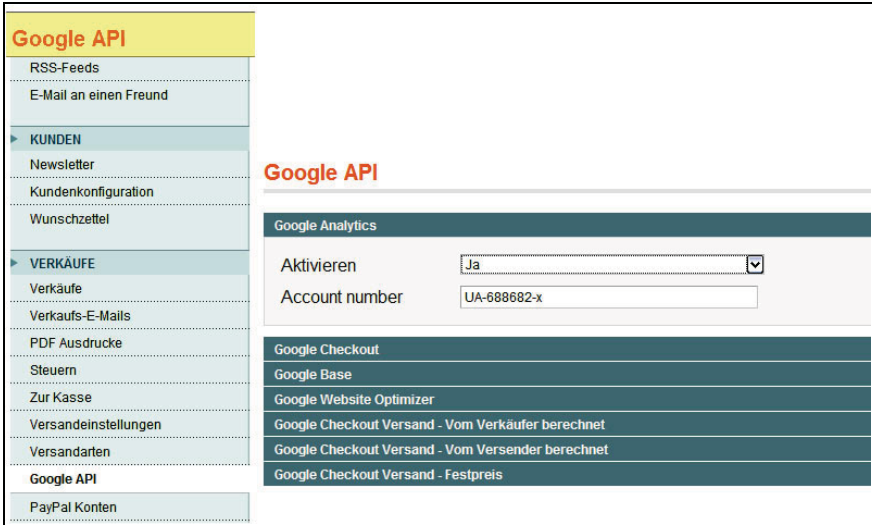 Google API
RSS-Feeds
E-Mail an einen Freund
KUNDEN
Newsletter
Kundenkonfiguration
Wunschzettel
VERKÄUFE
Verkäufe
Verkaufs-E-Mails
PDF Ausdrucke
Steuern
Zur Kasse
Versandeinstellungen
Versandarten
Google API
PayPal Konten
Google API
Google Analytics
Aktivieren Ja
Account number UA-688682-x
Google Checkout
Google Base
Google Website Optimizer
Google Checkout Versand - Vom Verkäufer berechnet
Google Checkout Versand - Vom Versender berechnet
Google Checkout Versand - Festpreis